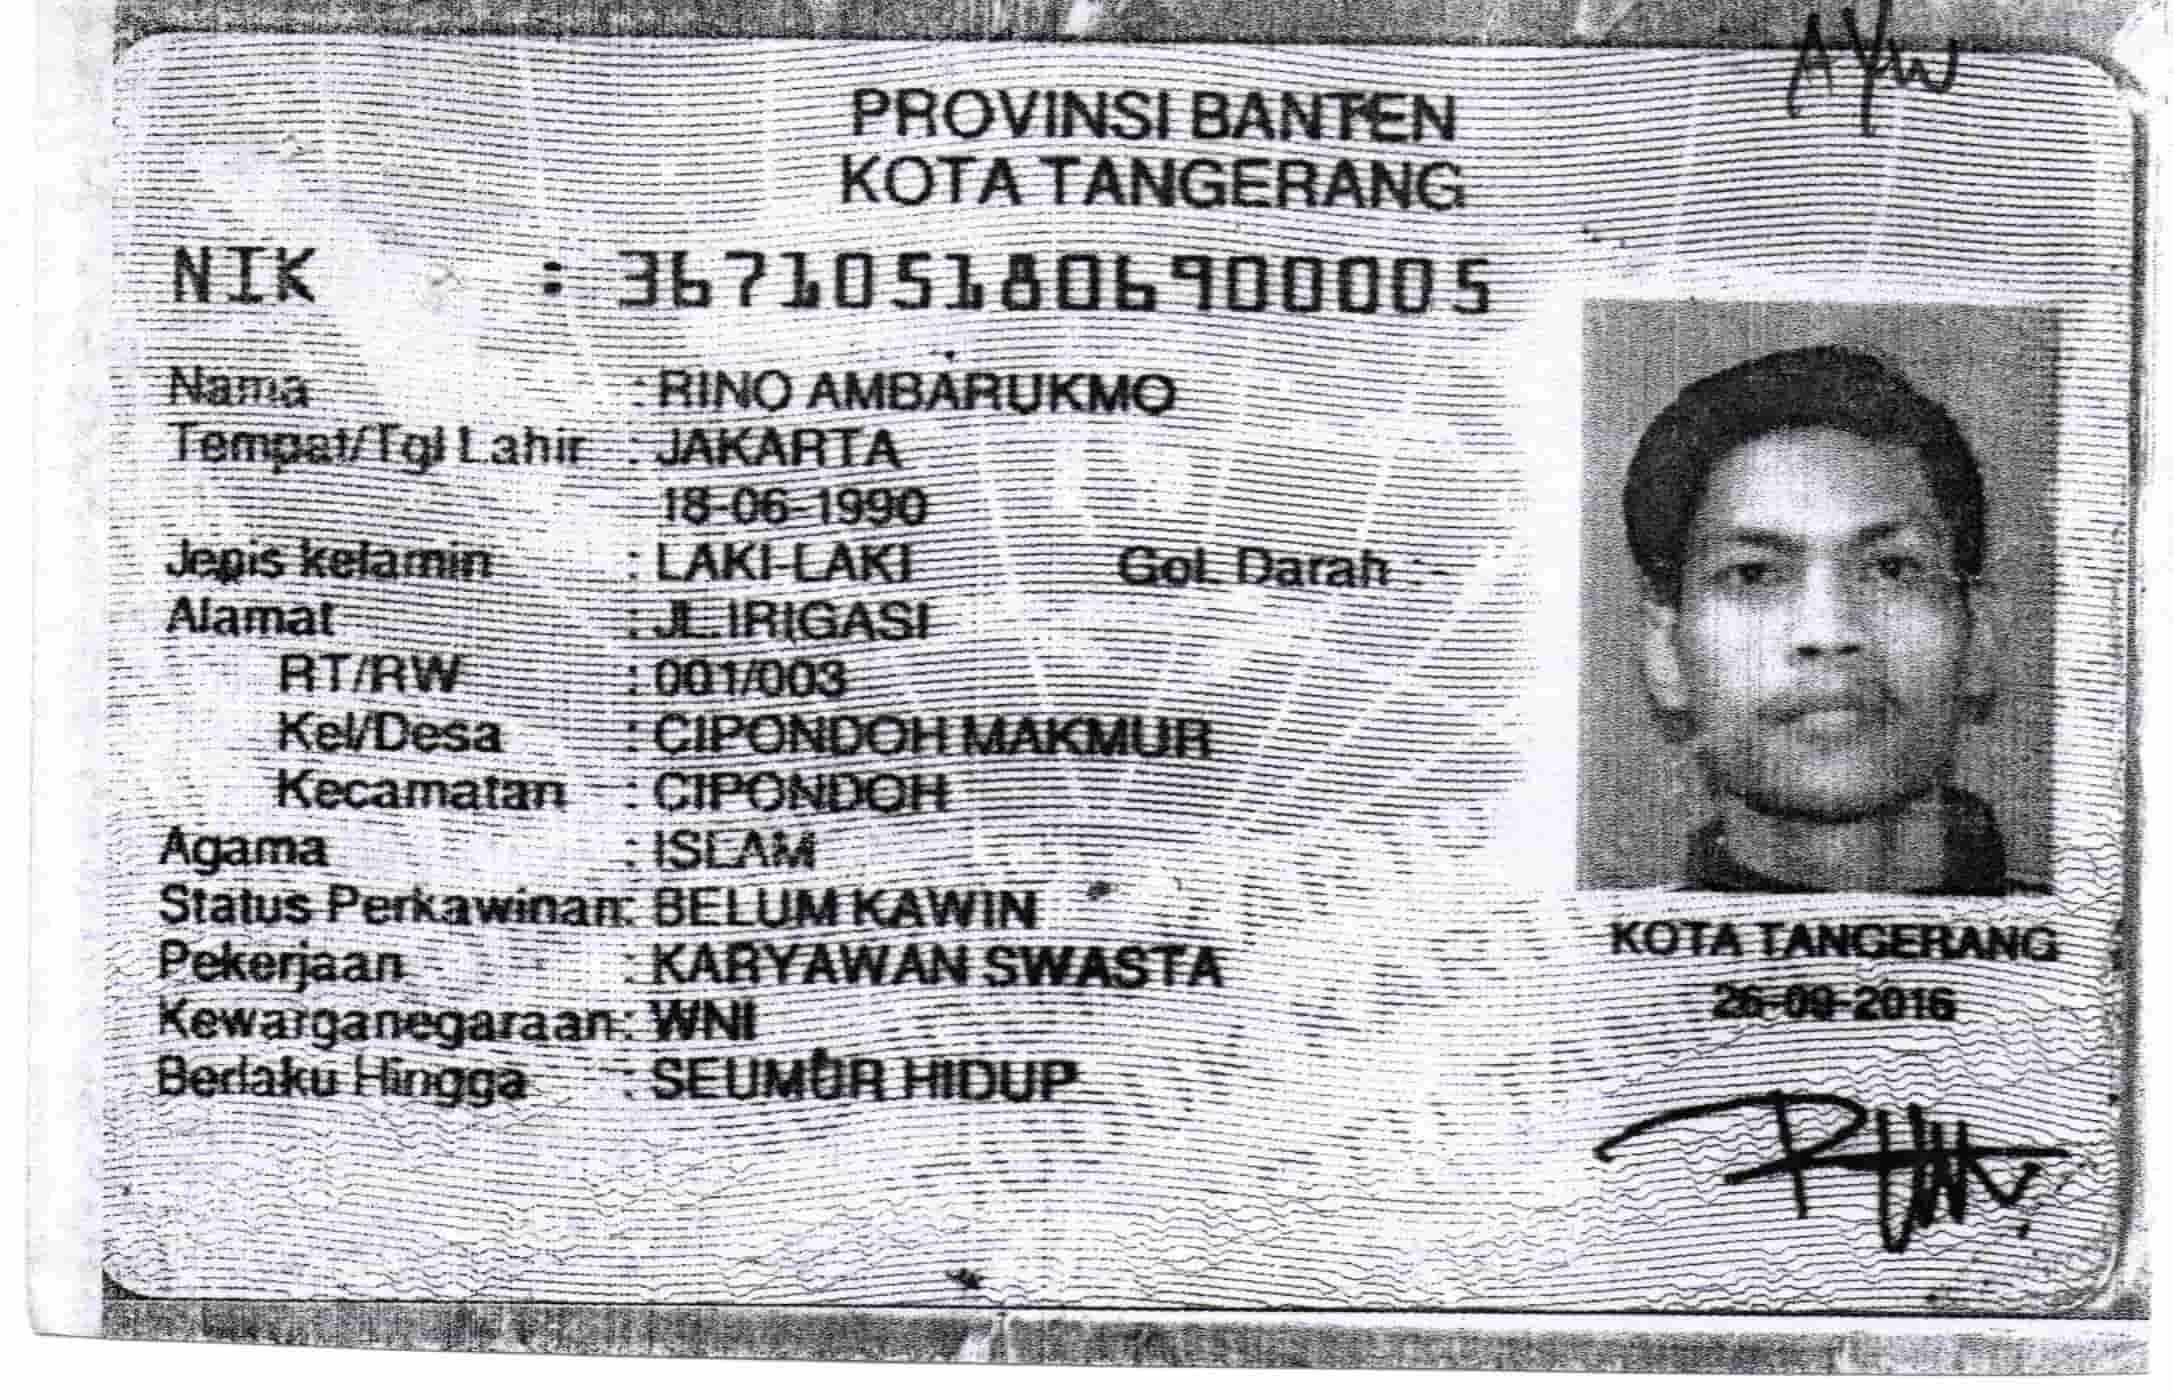 PROVINSI BANTEN
KOTA TANGERANG
NIK : 3671051806900005
Nama : RINO AMBARUKMO
Tempat/Tgl Lahir : JAKARTA
18-06-1990
Jenis kelamin : LAKI-LAKI Gol. Darah : -
Alamat : JL.IRIGASI
RT/RW : 001/003
Kel/Desa : CIPONDOH MAKMUR
Kecamatan : CIPONDOH
Agama : ISLAM
Status Perkawinan: BELUM KAWIN
Pekerjaan : KARYAWAN SWASTA
Kewarganegaraan: WNI
Berlaku Hingga : SEUMUR HIDUP
KOTA TANGERANG
26-09-2016